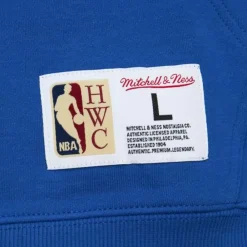 Mitchell & Ness
HWC
NBA
L
MITCHELL & NESS NOSTALGIA CO.
AUTHENTIC LICENSED APPAREL
DESIGNED IN PHILADELPHIA, PA.
ESTABLISHED 1904
AUTHENTIC. PREMIUM. LEGENDARY.